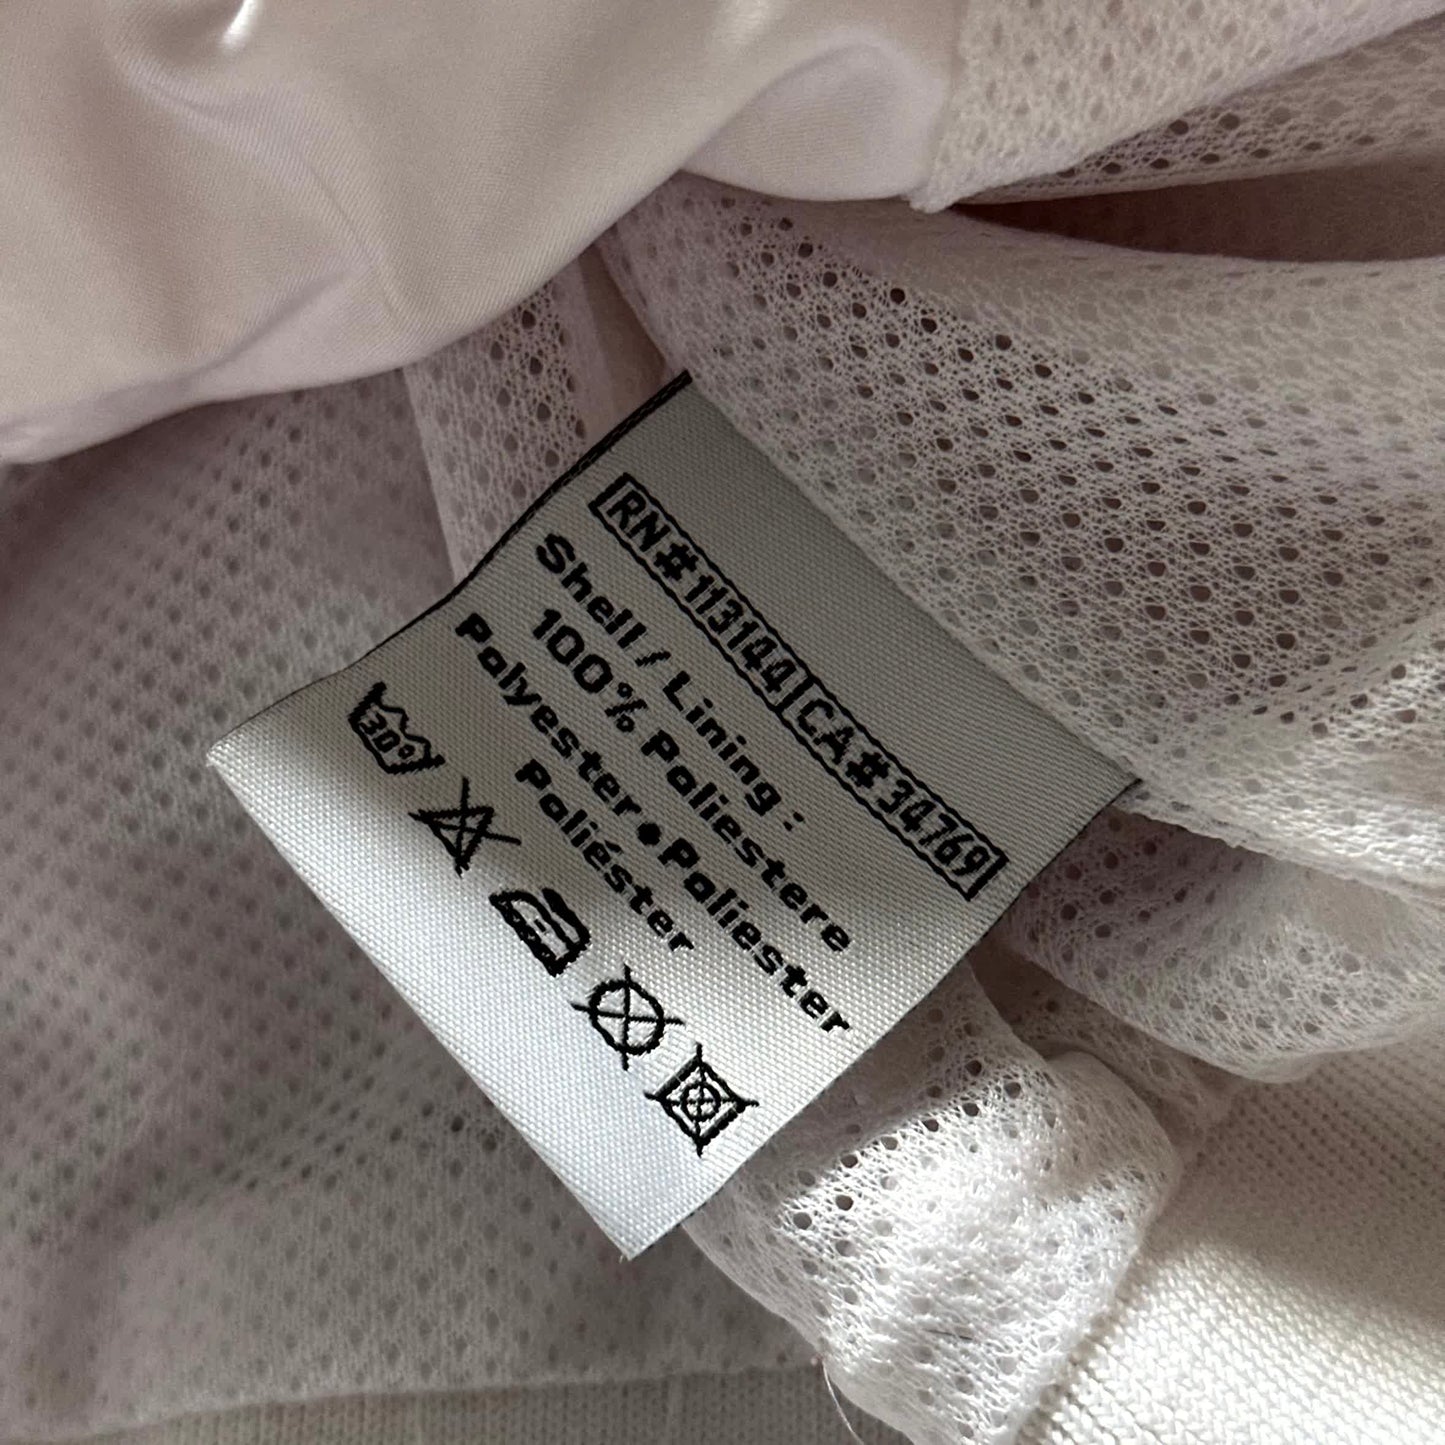 RN#113144 CA#34769
Shell / Lining :
100% Poliestere
Polyester • Poliester
Poliéster
30°